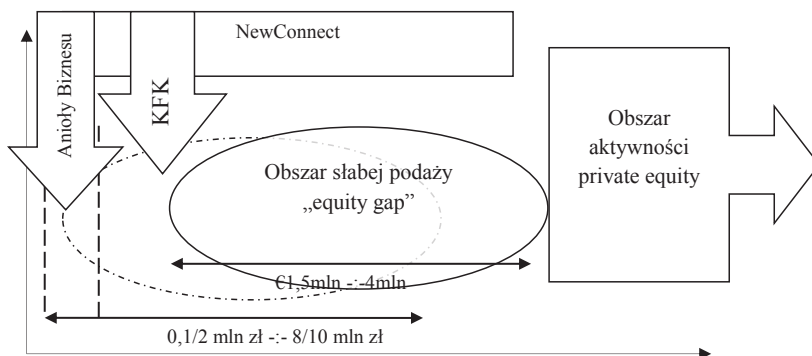 NewConnect
Anioły Biznesu
KFK
Obszar słabej podaży
„equity gap”
Obszar
aktywności
private equity
€1,5mln -:-4mln
0,1/2 mln zł -:- 8/10 mln zł